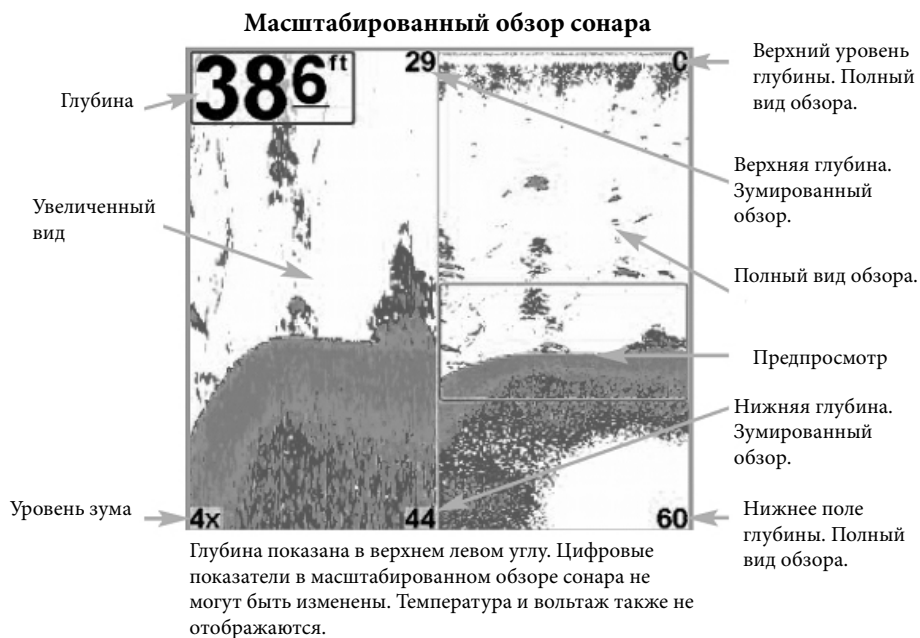 Масштабированный обзор сонара
386 ft
29
C
Глубина
Верхний уровень
глубины. Полный
вид обзора.
Верхняя глубина.
Зумированный
обзор.
Увеличенный
вид
Полный вид обзора.
Предпросмотр
Нижняя глубина.
Зумированный
обзор.
Уровень зума
4x
44
60
Нижнее поле
глубины. Полный
вид обзора.
Глубина показана в верхнем левом углу. Цифровые
показатели в масштабированном обзоре сонара не
могут быть изменены. Температура и вольтаж также не
отображаются.